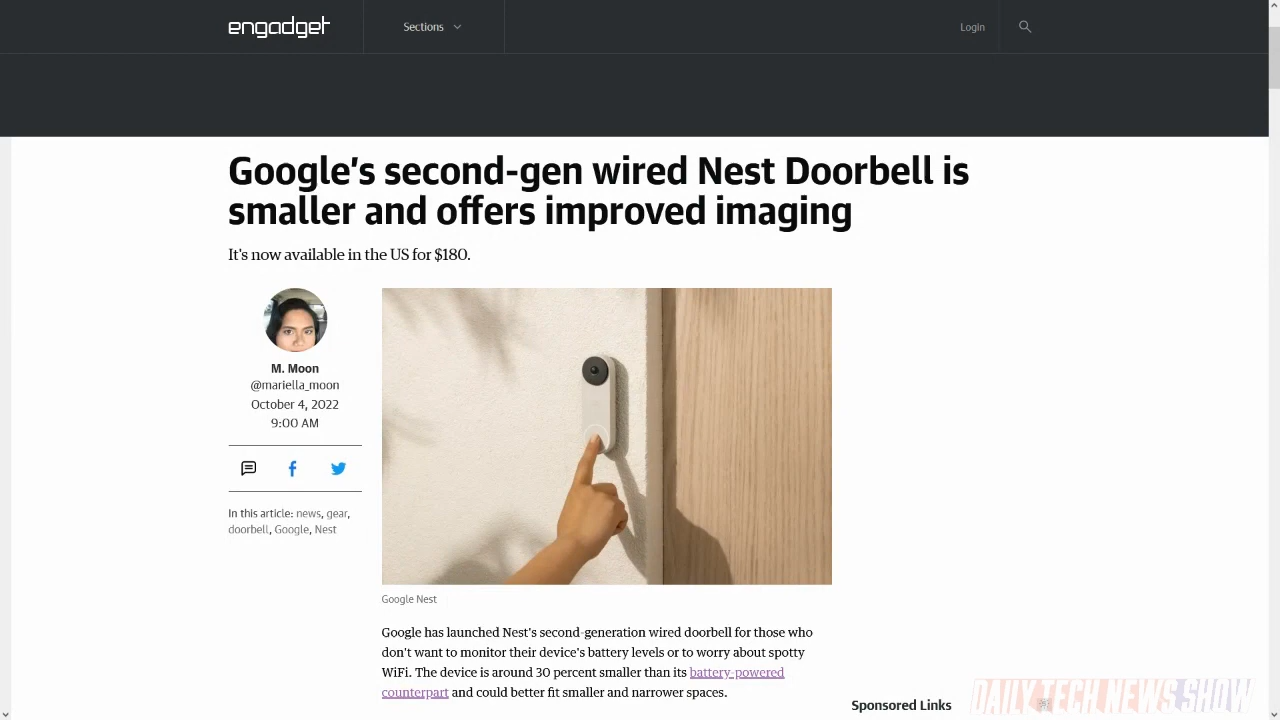 engadget
Sections
Login
Google's second-gen wired Nest Doorbell is
smaller and offers improved imaging
It's now available in the US for $180.
M. Moon
@mariella_moon
October 4, 2022
9:00 AM
In this article: news, gear,
doorbell, Google, Nest
Google Nest
Google has launched Nest's second-generation wired doorbell for those who
don't want to monitor their device's battery levels or to worry about spotty
WiFi. The device is around 30 percent smaller than its battery-powered
counterpart and could better fit smaller and narrower spaces.
Sponsored Links
DAILY TECH NEWS SHOW